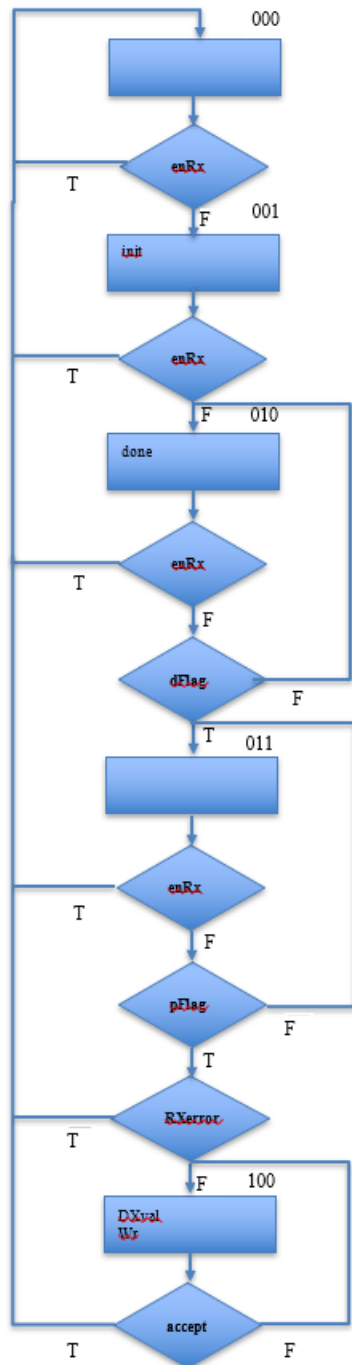 000
enRx
T
F
001
init
enRx
T
F
010
done
enRx
T
F
dFlag
F
T
011
enRx
T
F
pFlag
F
T
RXerror
T
F
100
DXval
Wr
accept
T
F